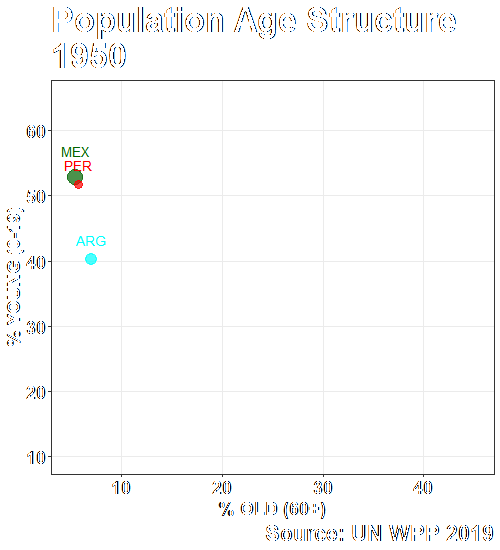 Population Age Structure
1950
60
MEX
PER
50
ARG
40
30
20
10
% YOUNG (0-19)
10 20 30 40
% OLD (60+)
Source: UN WPP 2019